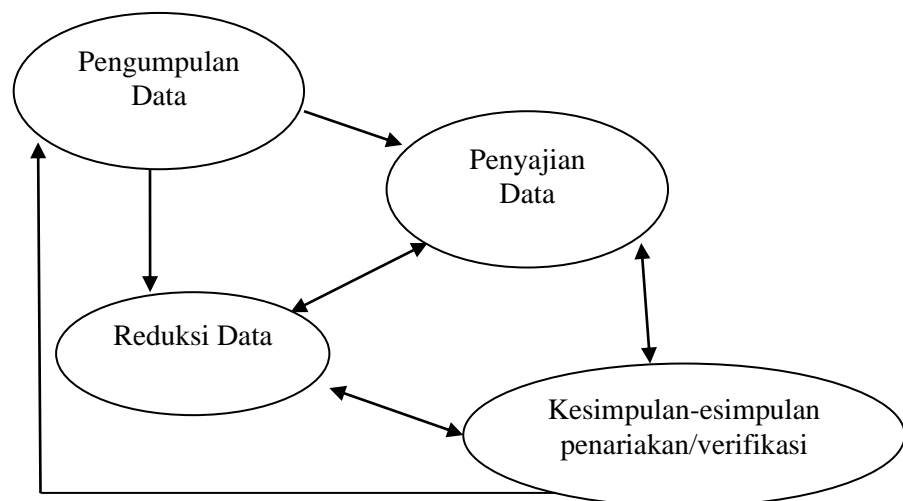 Pengumpulan
Data
Penyajian
Data
Reduksi Data
Kesimpulan-esimpulan
penariakan/verifikasi